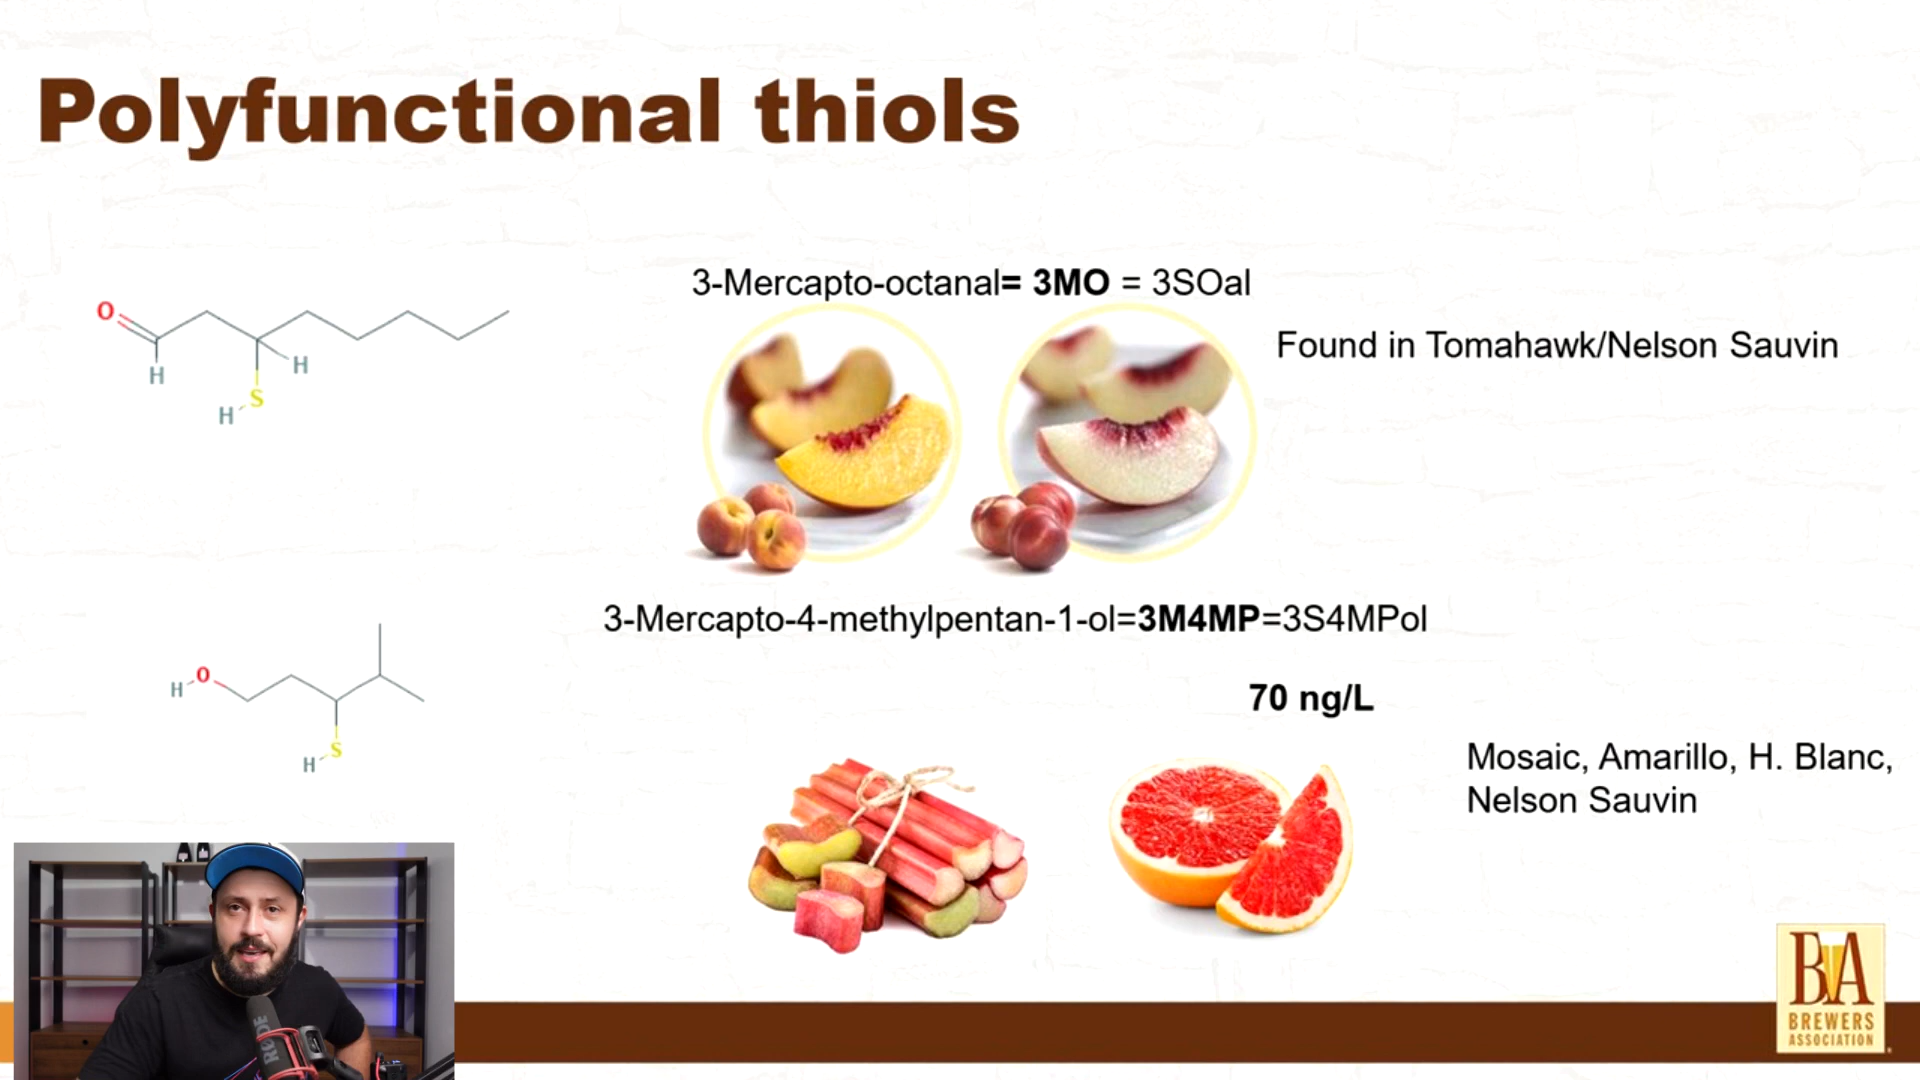 Polyfunctional thiols
3-Mercapto-octanal= 3MO = 3SOal
Found in Tomahawk/Nelson Sauvin
O
H
H
S
H
3-Mercapto-4-methylpentan-1-ol=3M4MP=3S4MPol
70 ng/L
H O
S
H
Mosaic, Amarillo, H. Blanc,
Nelson Sauvin
RODE
BA
BREWERS
ASSOCIATION